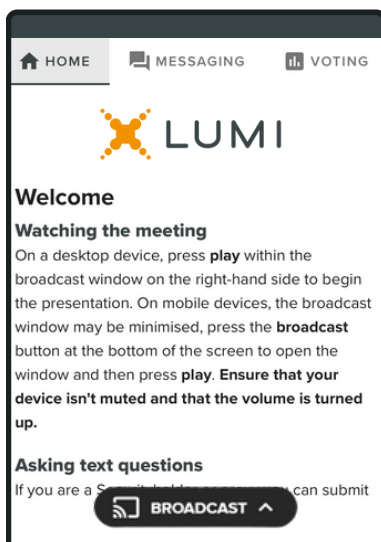 HOME MESSAGING VOTING
LUMI
Welcome
Watching the meeting
On a desktop device, press play within the
broadcast window on the right-hand side to begin
the presentation. On mobile devices, the broadcast
window may be minimised, press the broadcast
button at the bottom of the screen to open the
window and then press play. Ensure that your
device isn't muted and that the volume is turned
up.
Asking text questions
If you are a can submit
BROADCAST